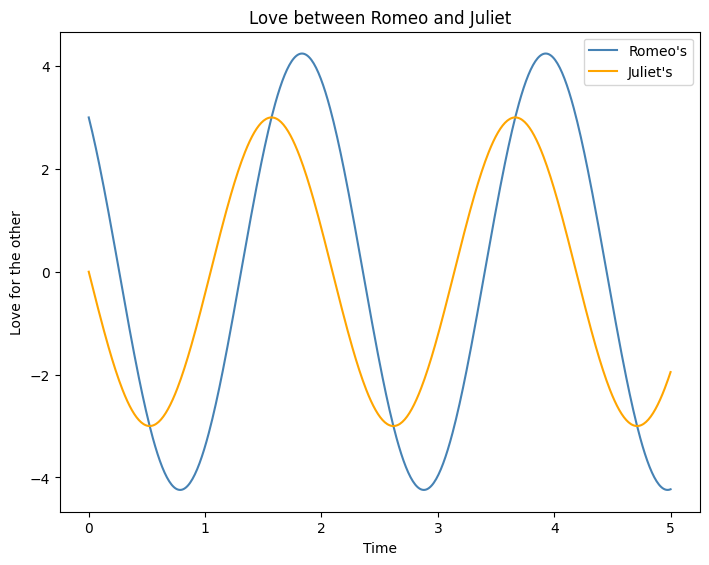 Love between Romeo and Juliet
Romeo's
Juliet's
Love for the other
4
2
0
−2
−4
0 1 2 3 4 5
Time